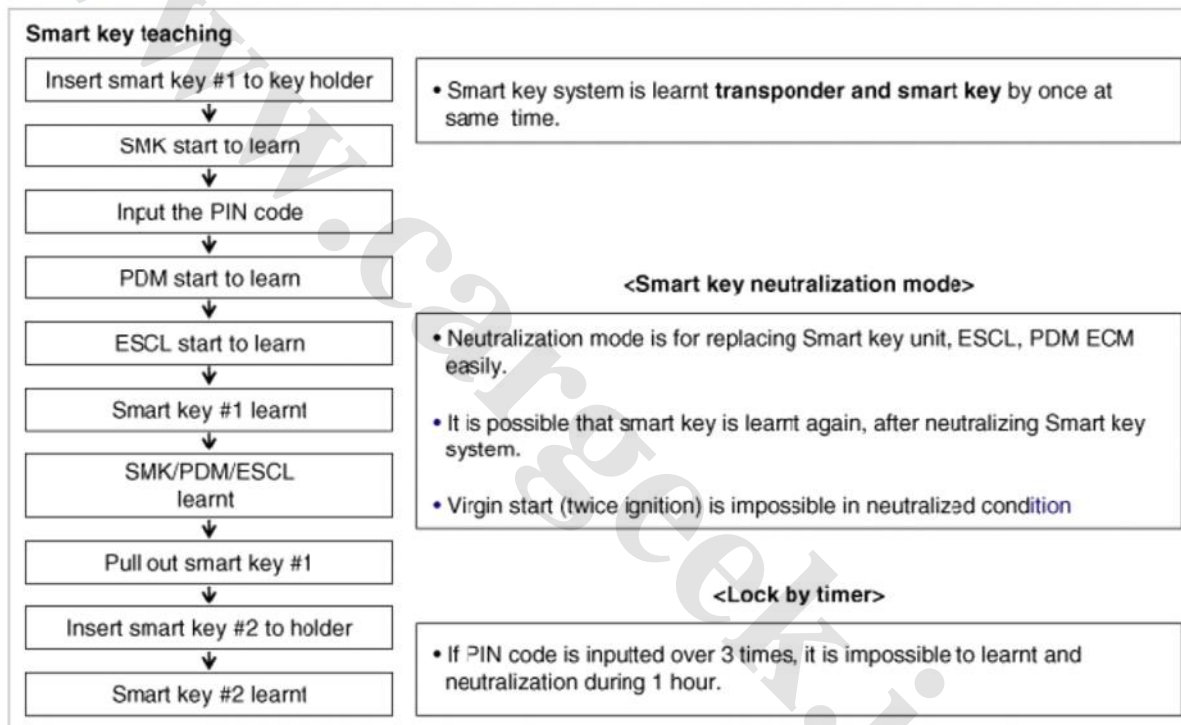 Smart key teaching
Insert smart key #1 to key holder
SMK start to learn
Input the PIN code
PDM start to learn
ESCL start to learn
Smart key #1 learnt
SMK/PDM/ESCL
learnt
Pull out smart key #1
Insert smart key #2 to holder
Smart key #2 learnt
• Smart key system is learnt transponder and smart key by once at
same time.
<Smart key neutralization mode>
• Neutralization mode is for replacing Smart key unit, ESCL, PDM ECM
easily.
• It is possible that smart key is learnt again, after neutralizing Smart key
system.
• Virgin start (twice ignition) is impossible in neutralized condition
<Lock by timer>
• If PIN code is inputted over 3 times, it is impossible to learnt and
neutralization during 1 hour.